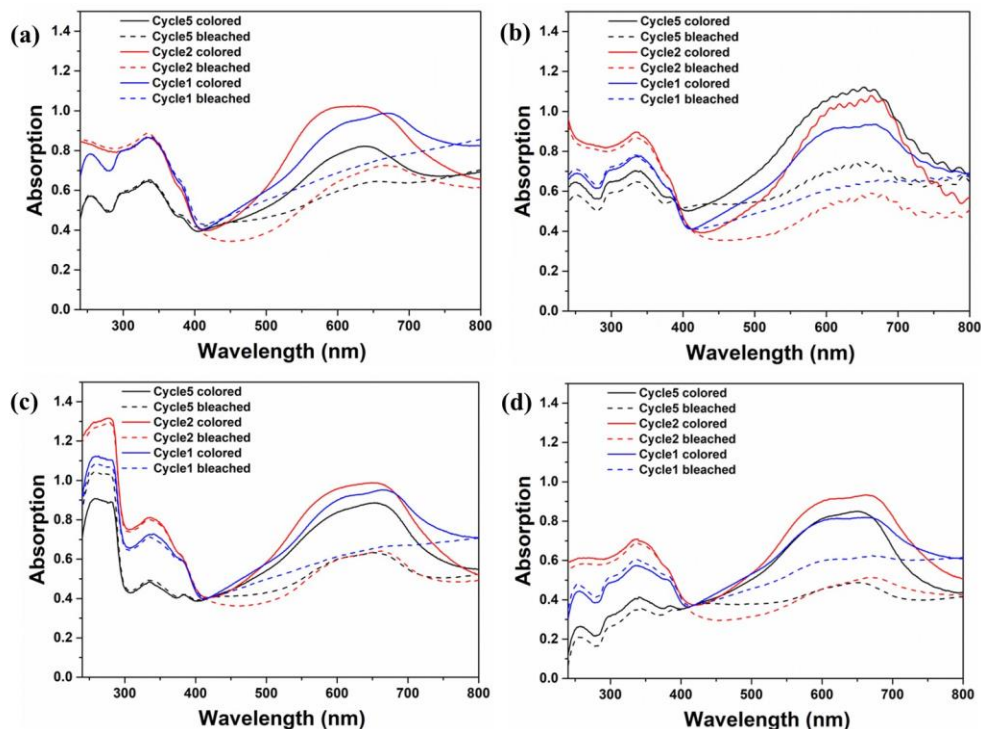 (a)
Cycle5 colored
Cycle5 bleached
Cycle2 colored
Cycle2 bleached
Cycle1 colored
Cycle1 bleached
1.4
1.2
1.0
0.8
0.6
0.4
0.2
0.0
Absorption
300 400 500 600 700 800
Wavelength (nm)
(b)
Cycle5 colored
Cycle5 bleached
Cycle2 colored
Cycle2 bleached
Cycle1 colored
Cycle1 bleached
1.4
1.2
1.0
0.8
0.6
0.4
0.2
0.0
Absorption
300 400 500 600 700 800
Wavelength (nm)
(c)
Cycle5 colored
Cycle5 bleached
Cycle2 colored
Cycle2 bleached
Cycle1 colored
Cycle1 bleached
1.4
1.2
1.0
0.8
0.6
0.4
0.2
0.0
Absorption
300 400 500 600 700 800
Wavelength (nm)
(d)
Cycle5 colored
Cycle5 bleached
Cycle2 colored
Cycle2 bleached
Cycle1 colored
Cycle1 bleached
1.4
1.2
1.0
0.8
0.6
0.4
0.2
0.0
Absorption
300 400 500 600 700 800
Wavelength (nm)